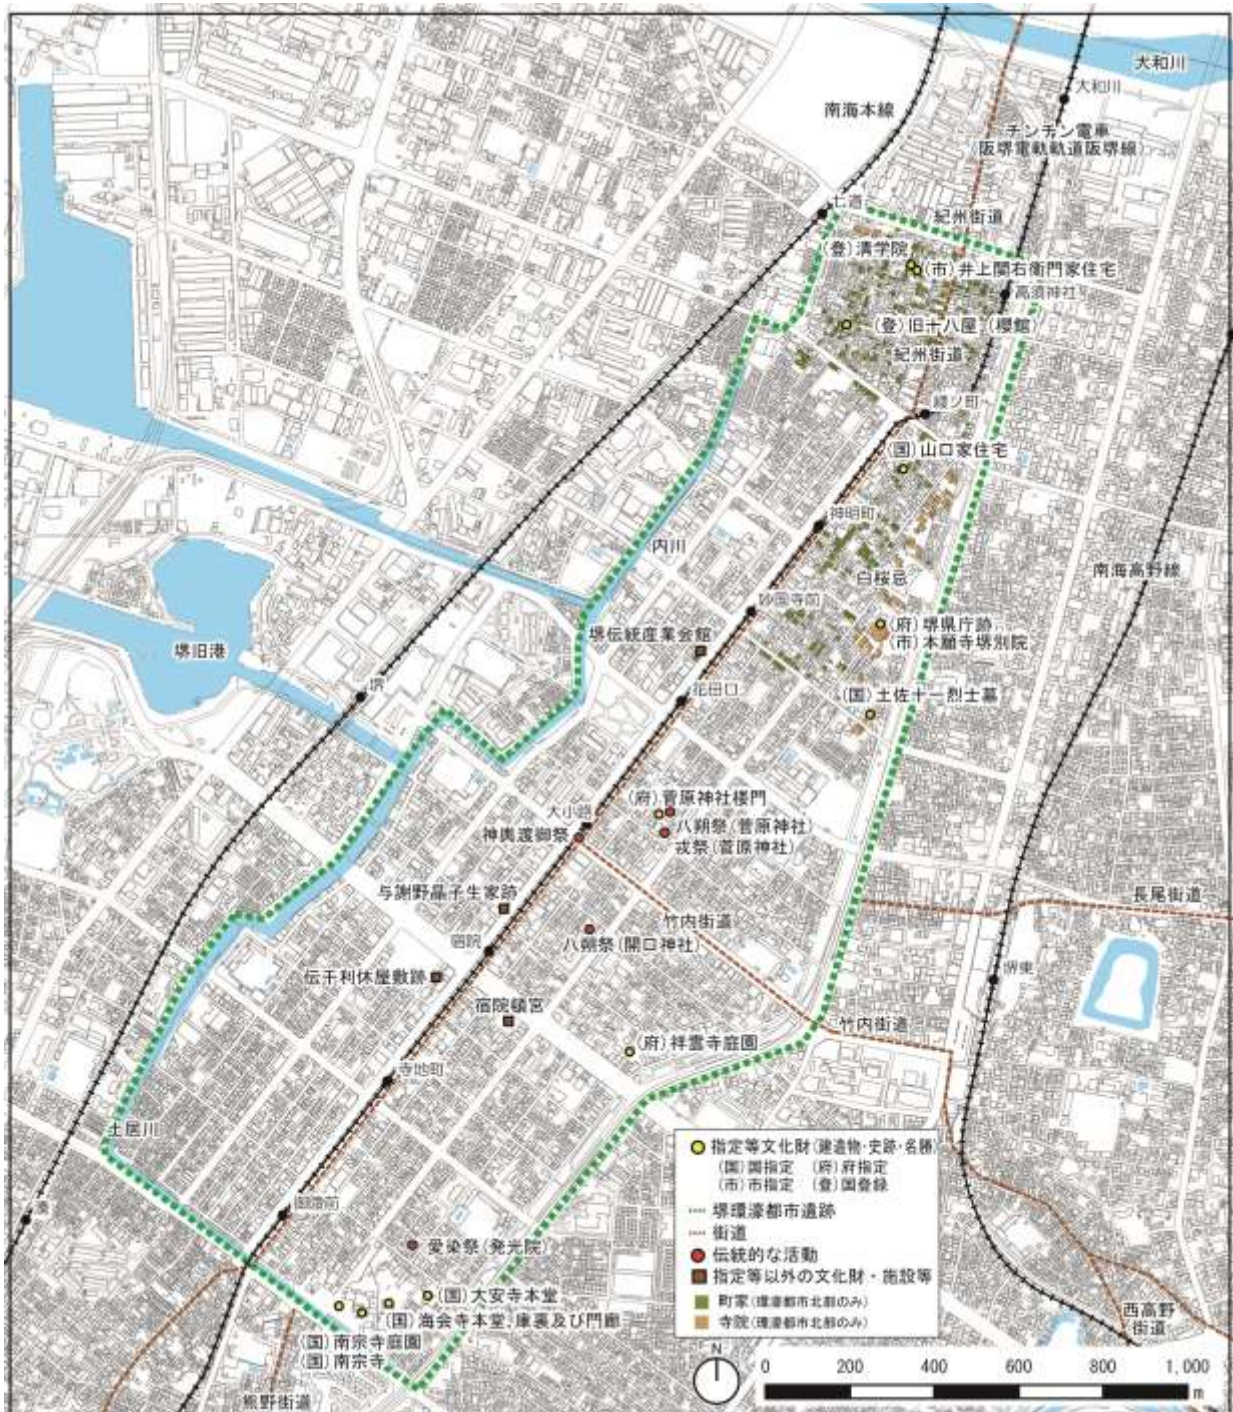 大和川
大和川
南海本線
チンチン電車
(阪堺電軌軌道阪堺線)
七道
紀州街道
(登)清学院
(市)井上関右衛門家住宅
高須神社
(登)旧十八屋(櫻館)
紀州街道
綾ノ町
(国)山口家住宅
神明町
内川
白桜忌
南海高野線
妙国寺前
(府)堺県庁跡
(市)本願寺堺別院
堺伝統産業会館
堺旧港
堺
花田口
(国)土佐十一烈士墓
(府)菅原神社楼門
大小路
神輿渡御祭
八朔祭(菅原神社)
戎祭(菅原神社)
与謝野晶子生家跡
長尾街道
竹内街道
八朔祭(開口神社)
宿院
伝千利休屋敷跡
堺東
宿院頓宮
竹内街道
(府)祥雲寺庭園
寺地町
土居川
湊
御陵前
愛染祭(発光院)
(国)大安寺本堂
(国)海会寺本堂、庫裏及び門廊
(国)南宗寺庭園
(国)南宗寺
熊野街道
西高野
街道
指定等文化財(建造物・史跡・名勝)
(国)国指定 (府)府指定
(市)市指定 (登)国登録
堺環濠都市遺跡
街道
伝統的な活動
指定等以外の文化財・施設等
町家(環濠都市北部のみ)
寺院(環濠都市北部のみ)
N
0 200 400 600 800 1,000
m